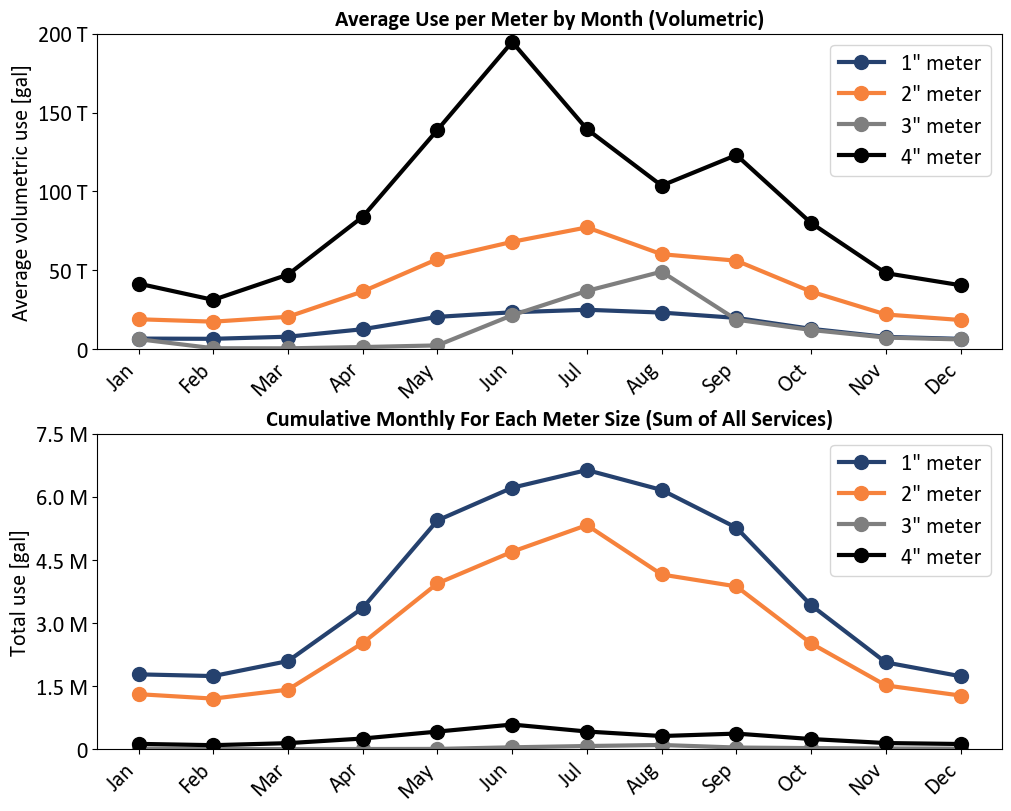 Average Use per Meter by Month (Volumetric)
Average volumetric use [gal]
200 T
150 T
100 T
50 T
0
1" meter
2" meter
3" meter
4" meter
Jan
Feb
Mar
Apr
May
Jun
Jul
Aug
Sep
Oct
Nov
Dec
Cumulative Monthly For Each Meter Size (Sum of All Services)
Total use [gal]
7.5 M
6.0 M
4.5 M
3.0 M
1.5 M
0
1" meter
2" meter
3" meter
4" meter
Jan
Feb
Mar
Apr
May
Jun
Jul
Aug
Sep
Oct
Nov
Dec